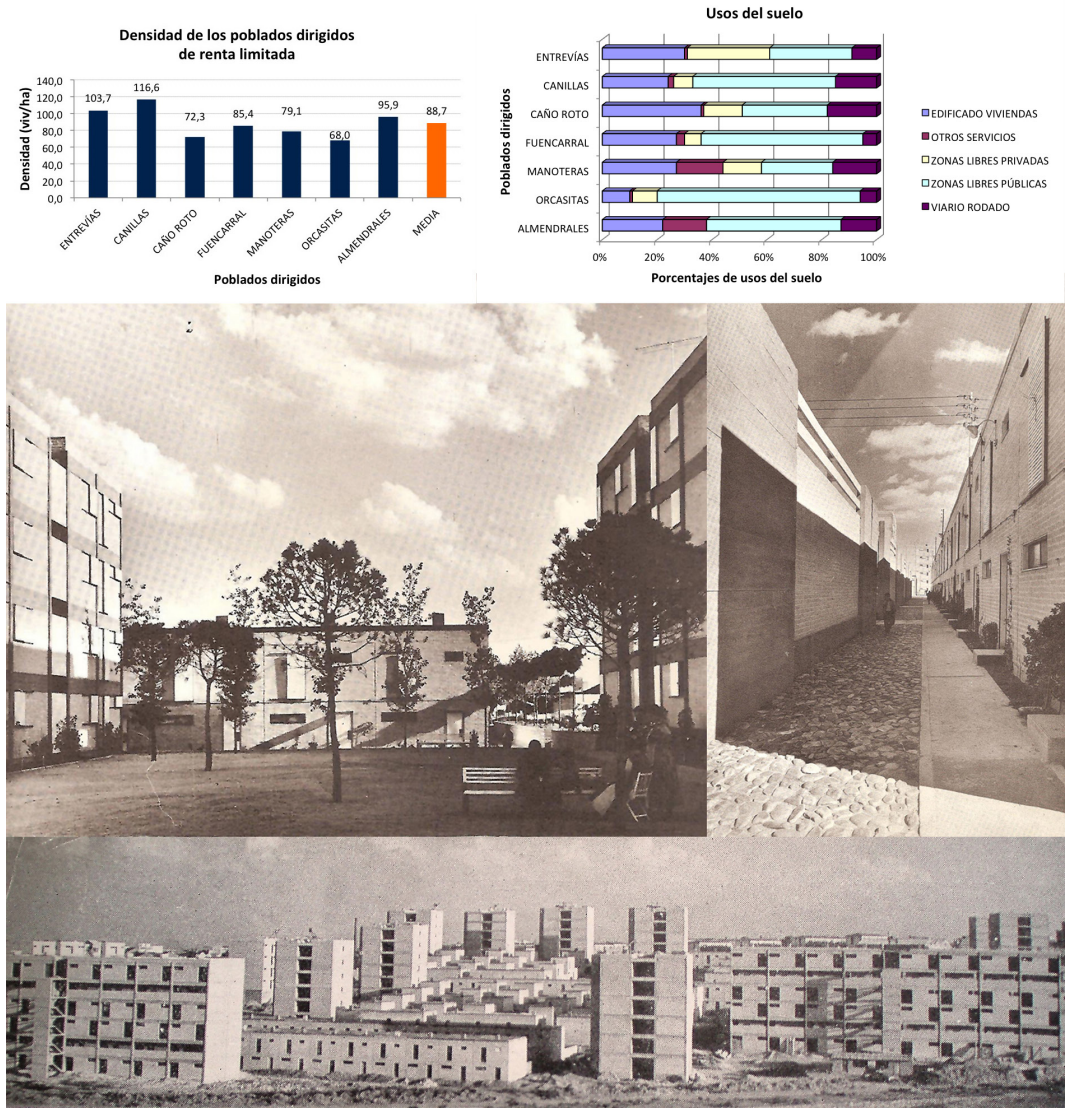 Densidad de los poblados dirigidos
de renta limitada
Densidad (viv/ha)
140,0
120,0
100,0
80,0
60,0
40,0
20,0
0,0
103,7
116,6
72,3
85,4
79,1
68,0
95,9
88,7
ENTREVÍAS
CANILLAS
CAÑO ROTO
FUENCARRAL
MANOTERAS
ORCASITAS
ALMENDRALES
MEDIA
Poblados dirigidos
Usos del suelo
Poblados dirigidos
ENTREVÍAS
CANILLAS
CAÑO ROTO
FUENCARRAL
MANOTERAS
ORCASITAS
ALMENDRALES
0%
20%
40%
60%
80%
100%
Porcentajes de usos del suelo
EDIFICADO VIVIENDAS
OTROS SERVICIOS
ZONAS LIBRES PRIVADAS
ZONAS LIBRES PÚBLICAS
VIARIO RODADO